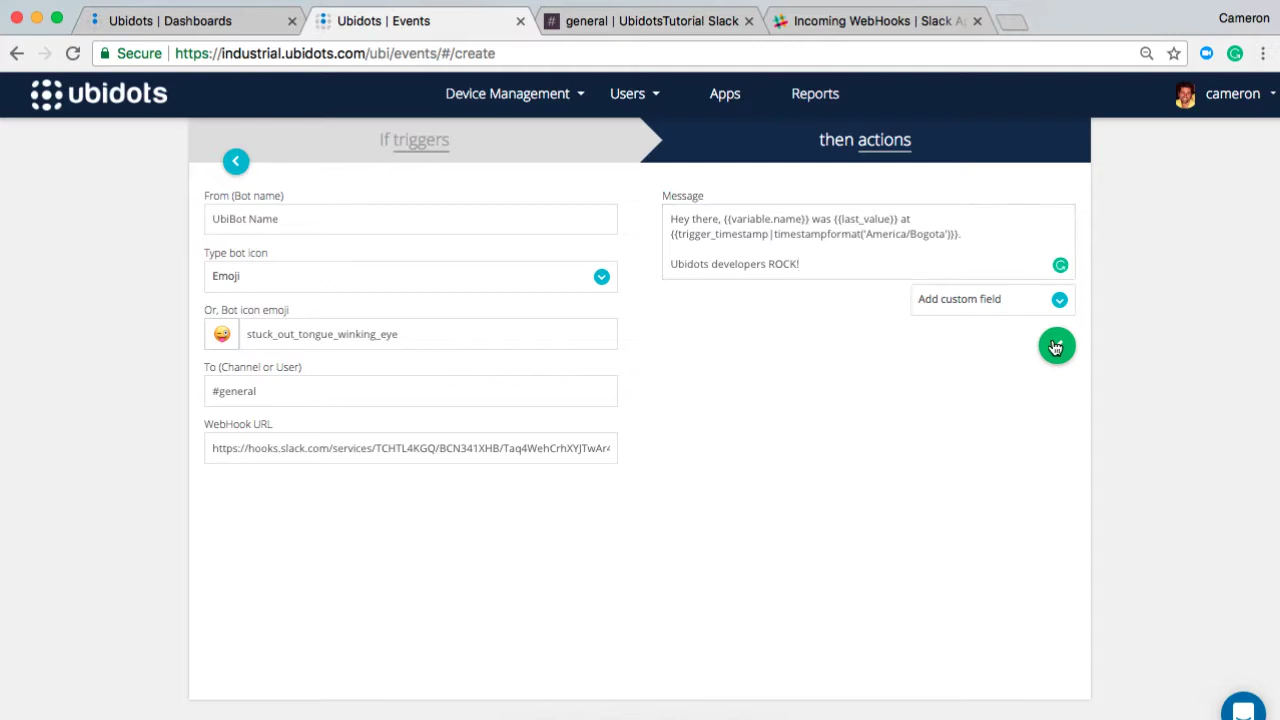 Ubidots | Dashboards
Ubidots | Events
general | UbidotsTutorial Slack
Incoming WebHooks | Slack A
Cameron
Secure
https://industrial.ubidots.com/ubi/events/#/create
ubidots
Device Management
Users
Apps
Reports
cameron
If triggers
then actions
From (Bot name)
UbiBot Name
Type bot icon
Emoji
Or, Bot icon emoji
stuck_out_tongue_winking_eye
To (Channel or User)
#general
WebHook URL
https://hooks.slack.com/services/TCHTL4KGQ/BCN341XHB/Taq4WehCrhXYJTwAr4
Message
Hey there, {{variable.name}} was {{last_value}} at
{{trigger_timestamp|timestampformat('America/Bogota')}}.
Ubidots developers ROCK!
Add custom field